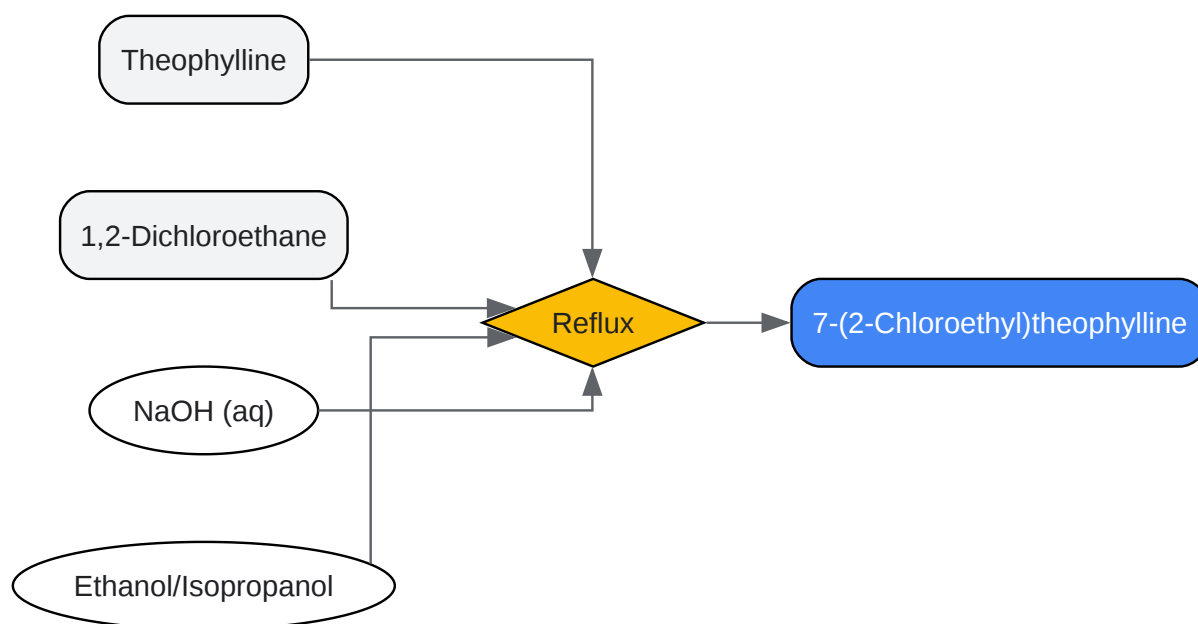 Theophylline
1,2-Dichloroethane
Reflux
7-(2-Chloroethyl)theophylline
NaOH (aq)
Ethanol/Isopropanol